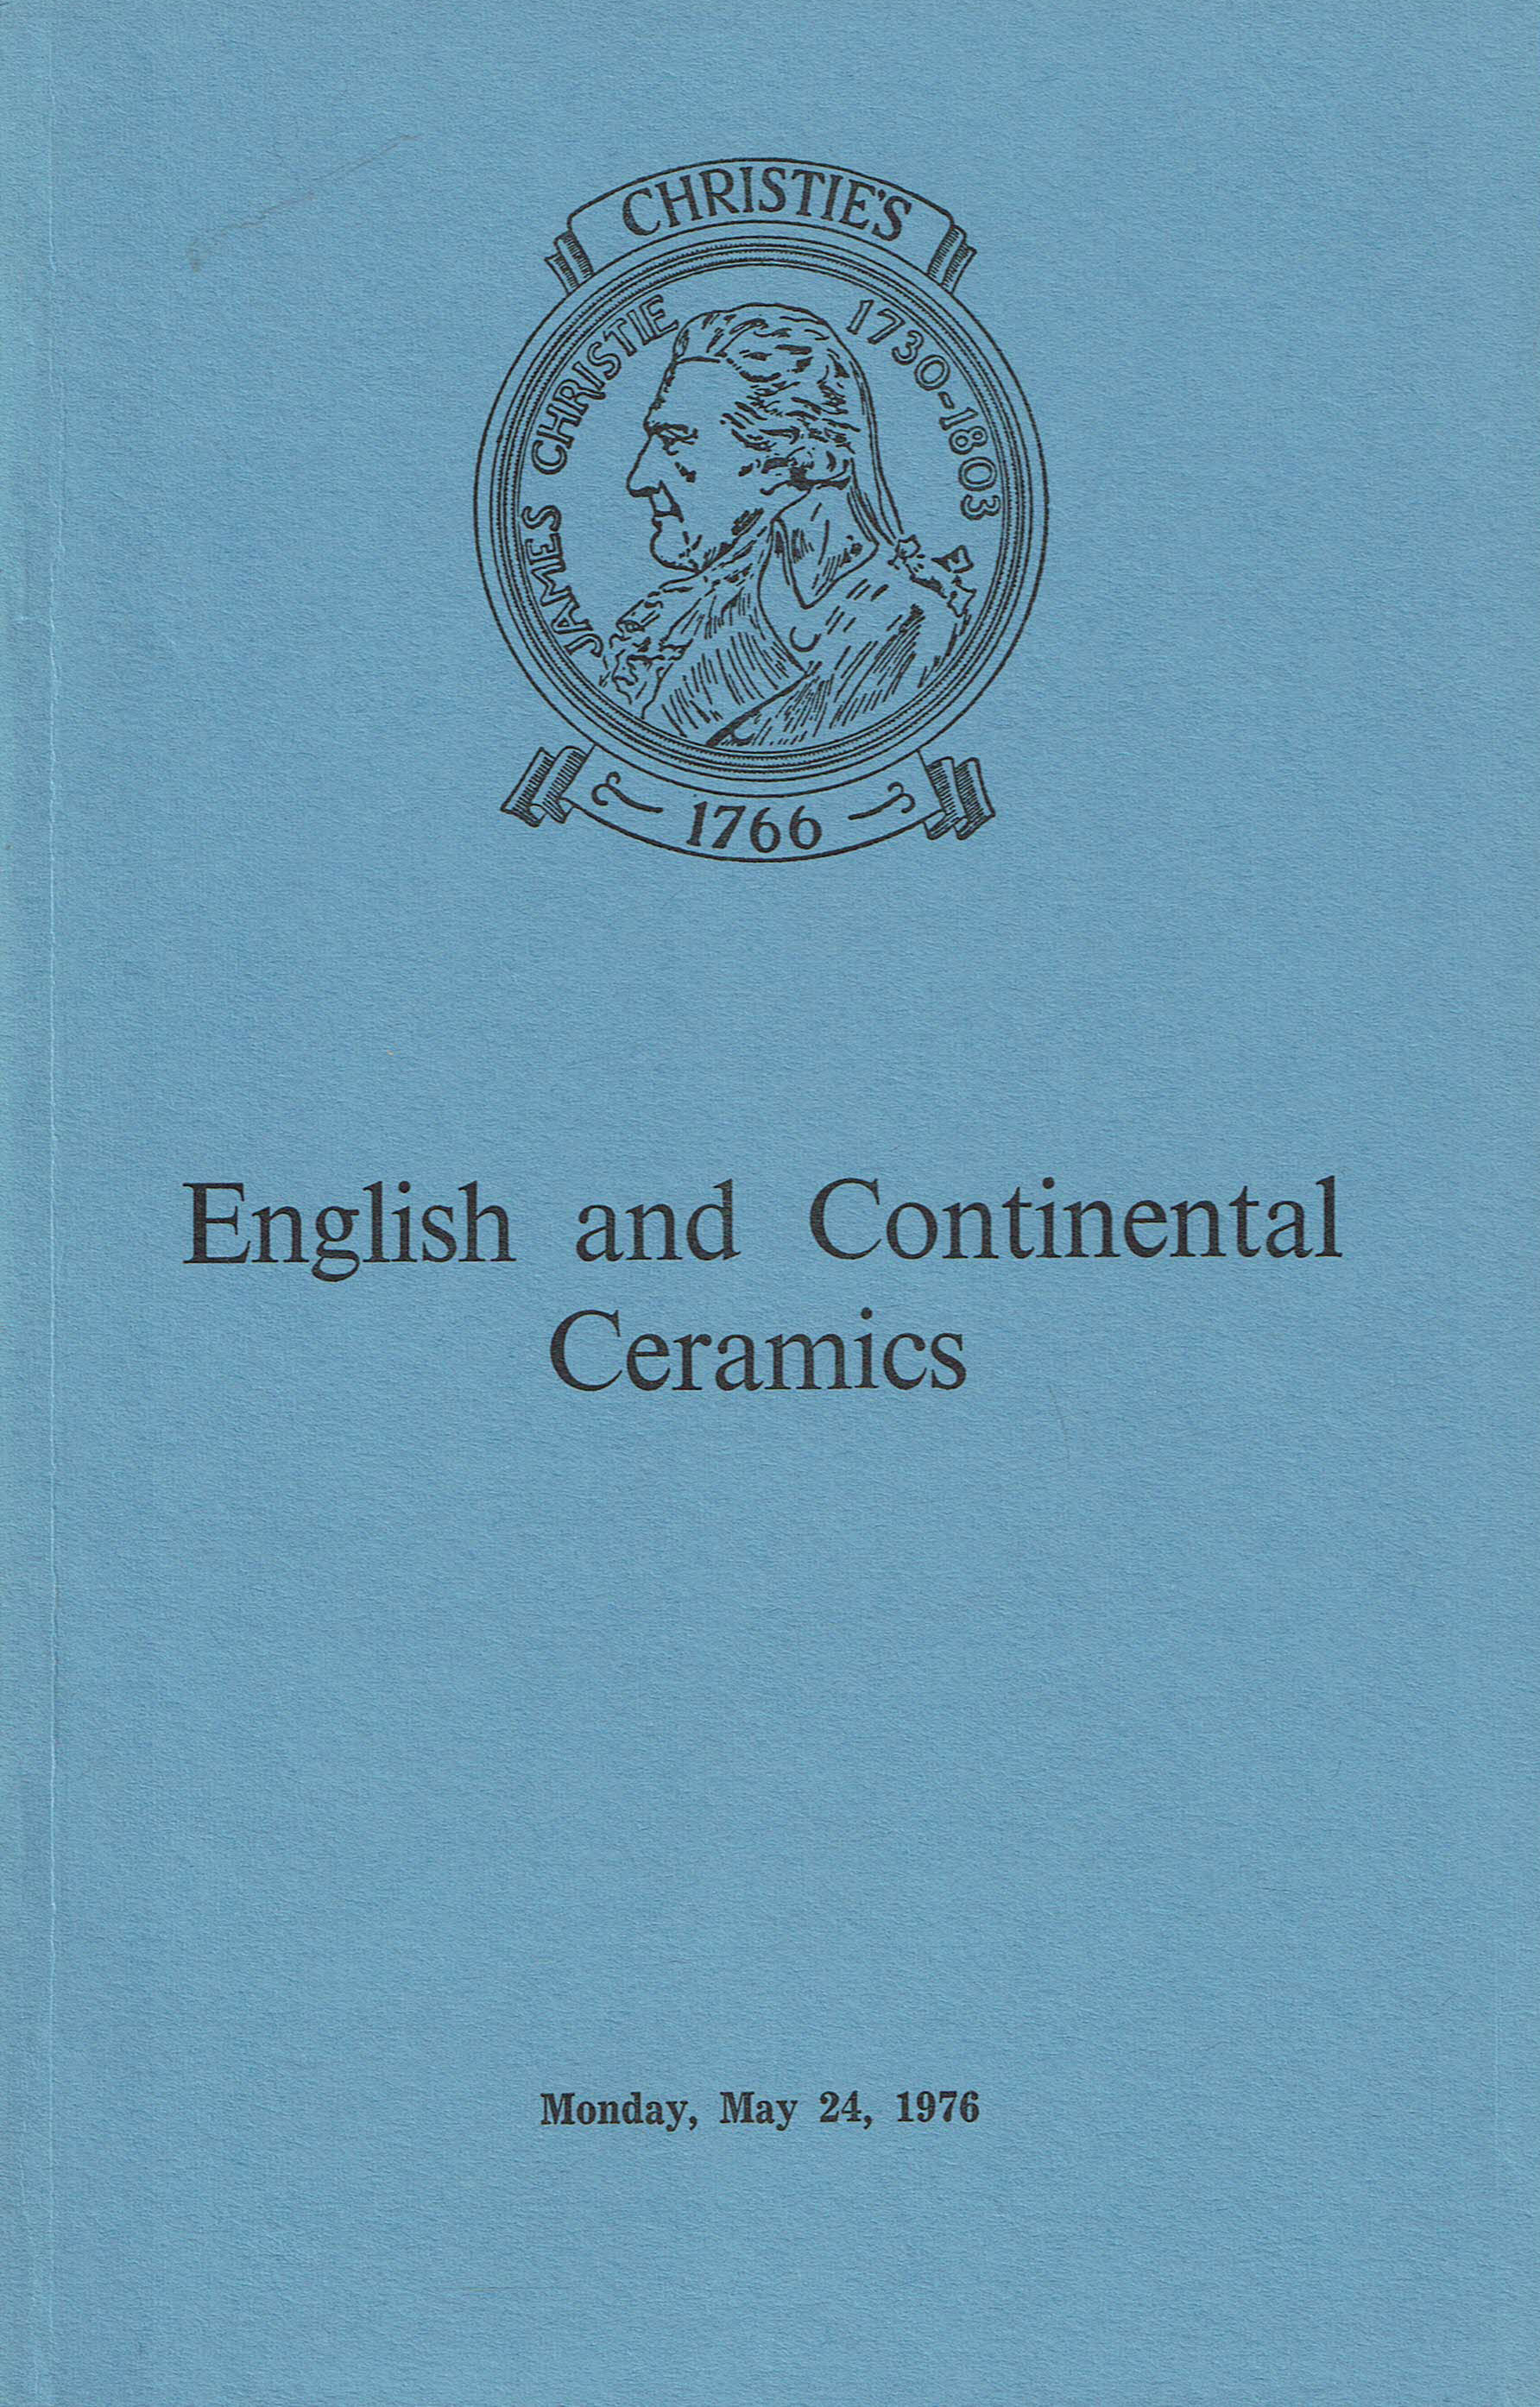 CHRISTIE'S
JAMES CHRISTIE 1730-1803
1766
English and Continental
Ceramics
Monday, May 24, 1976